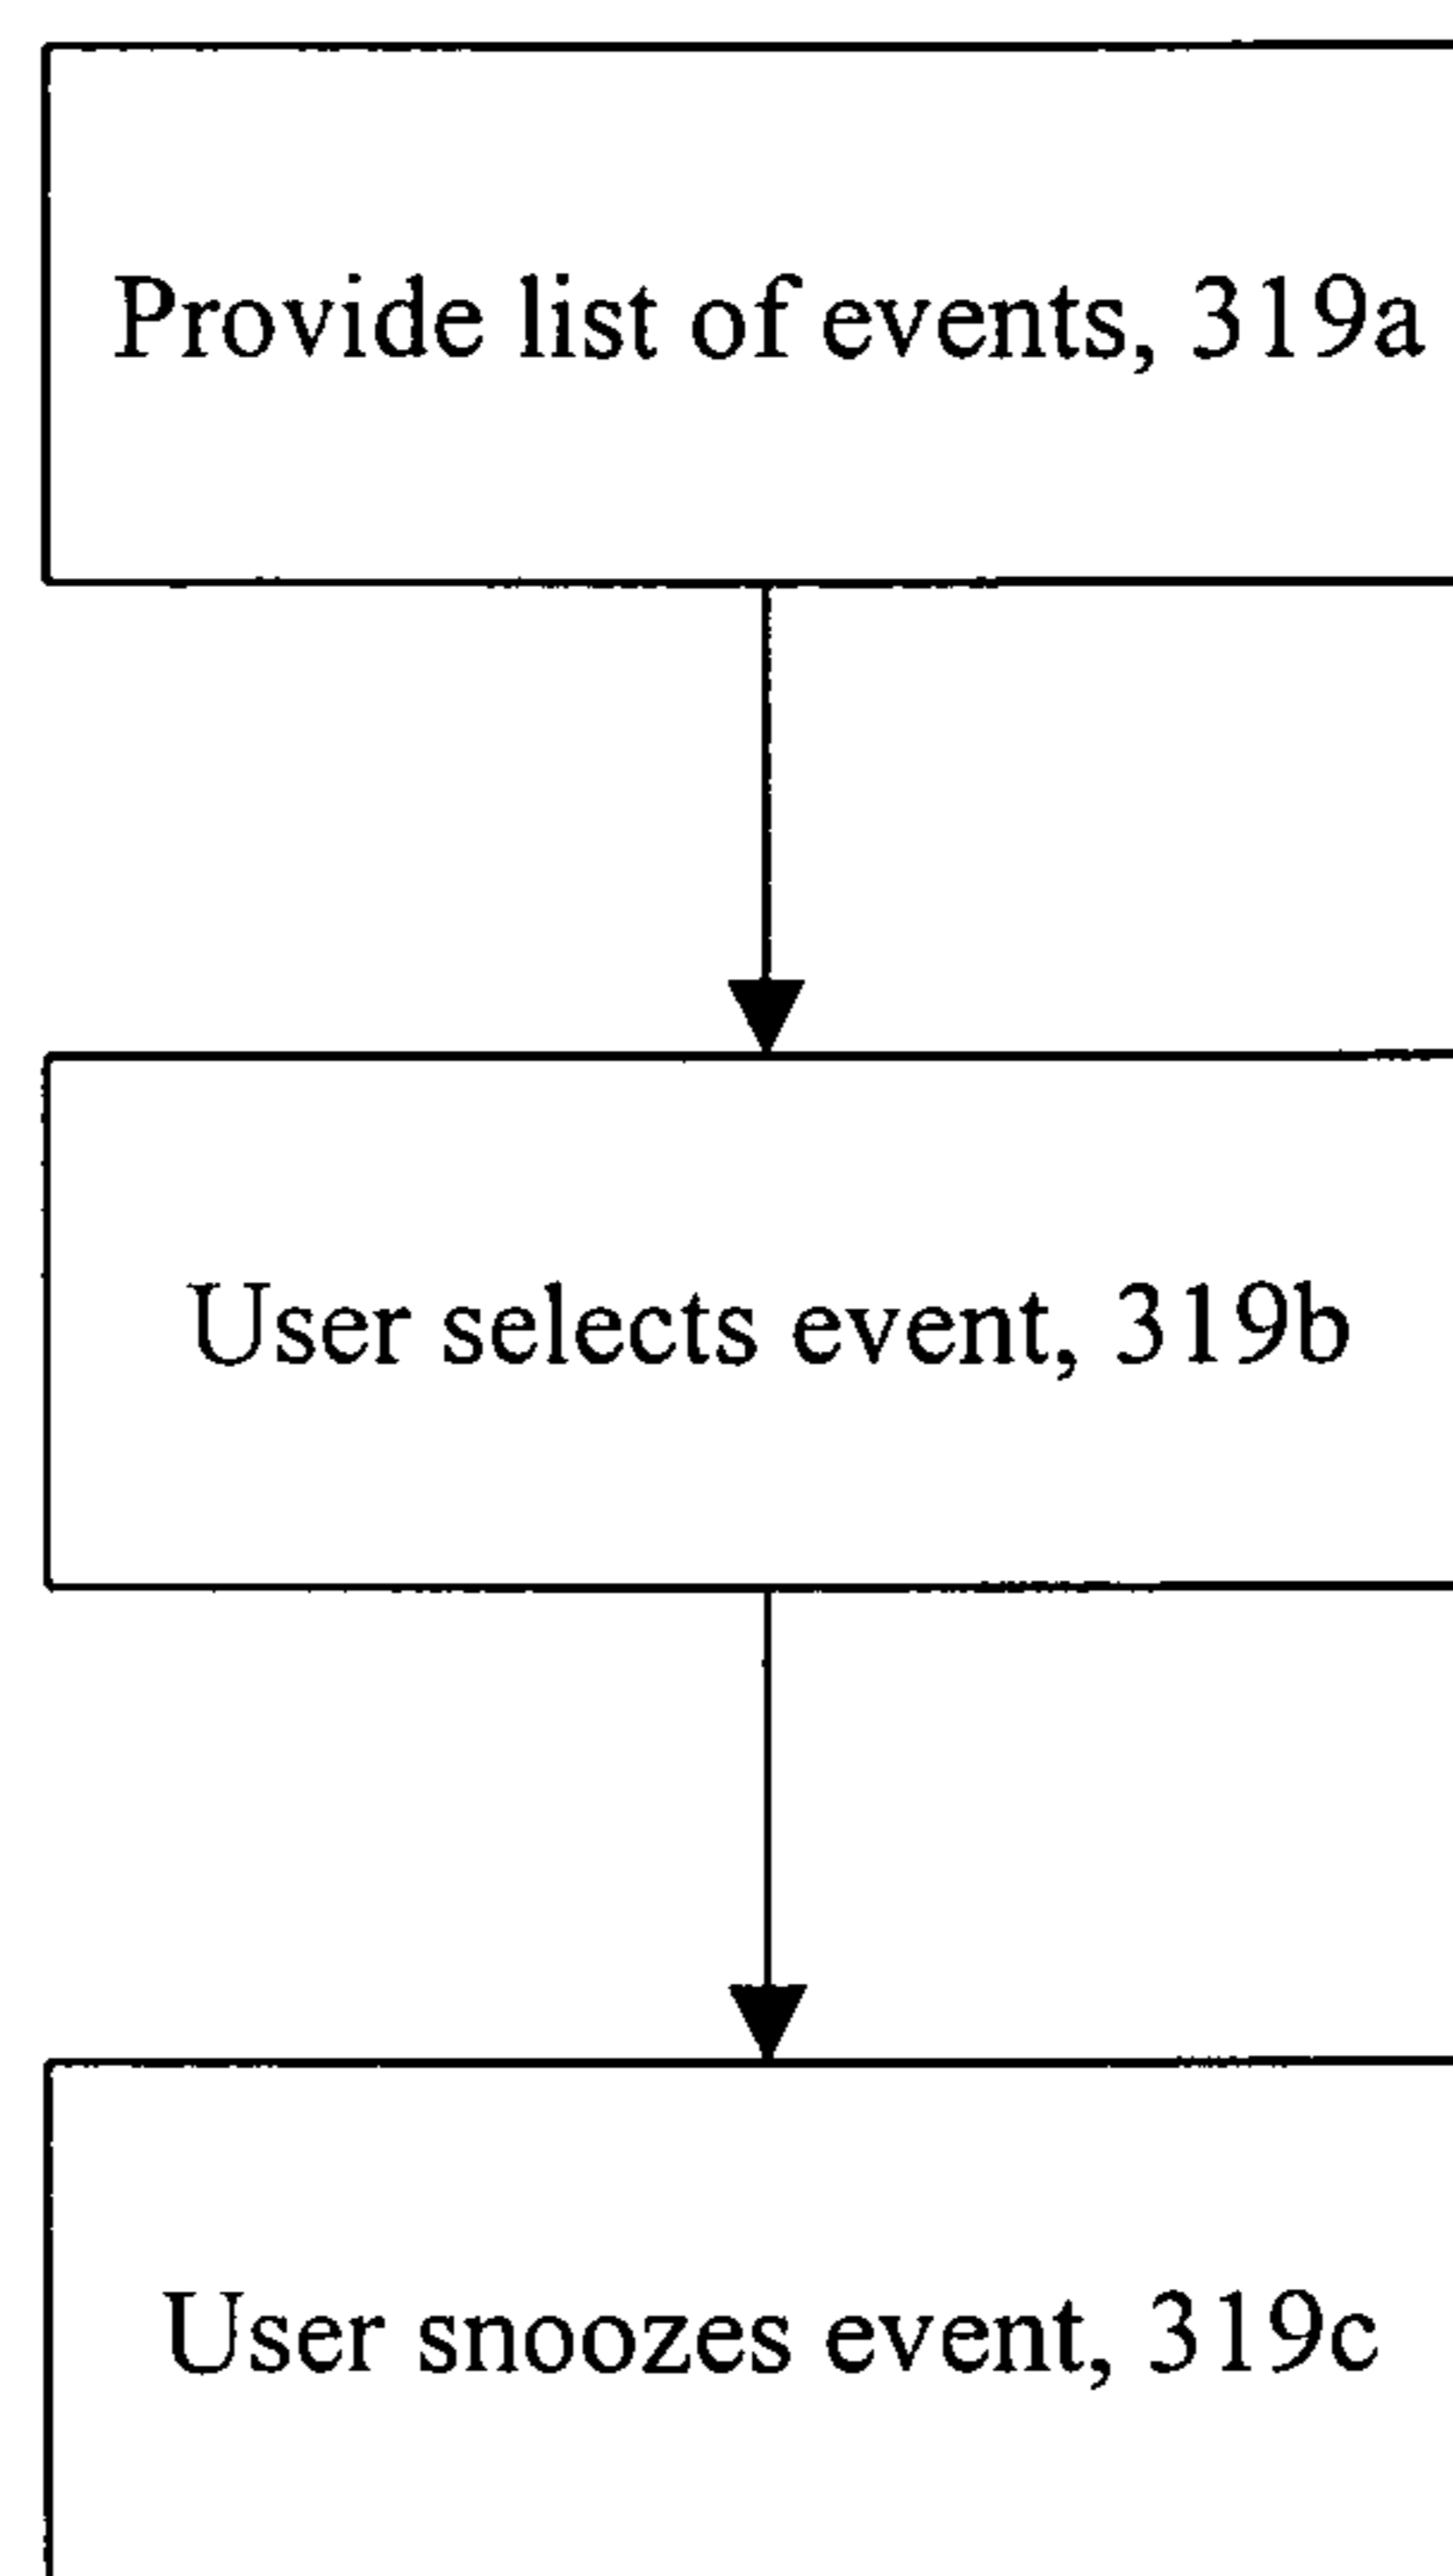 Provide list of events, 319a
User selects event, 319b
User snoozes event, 319c